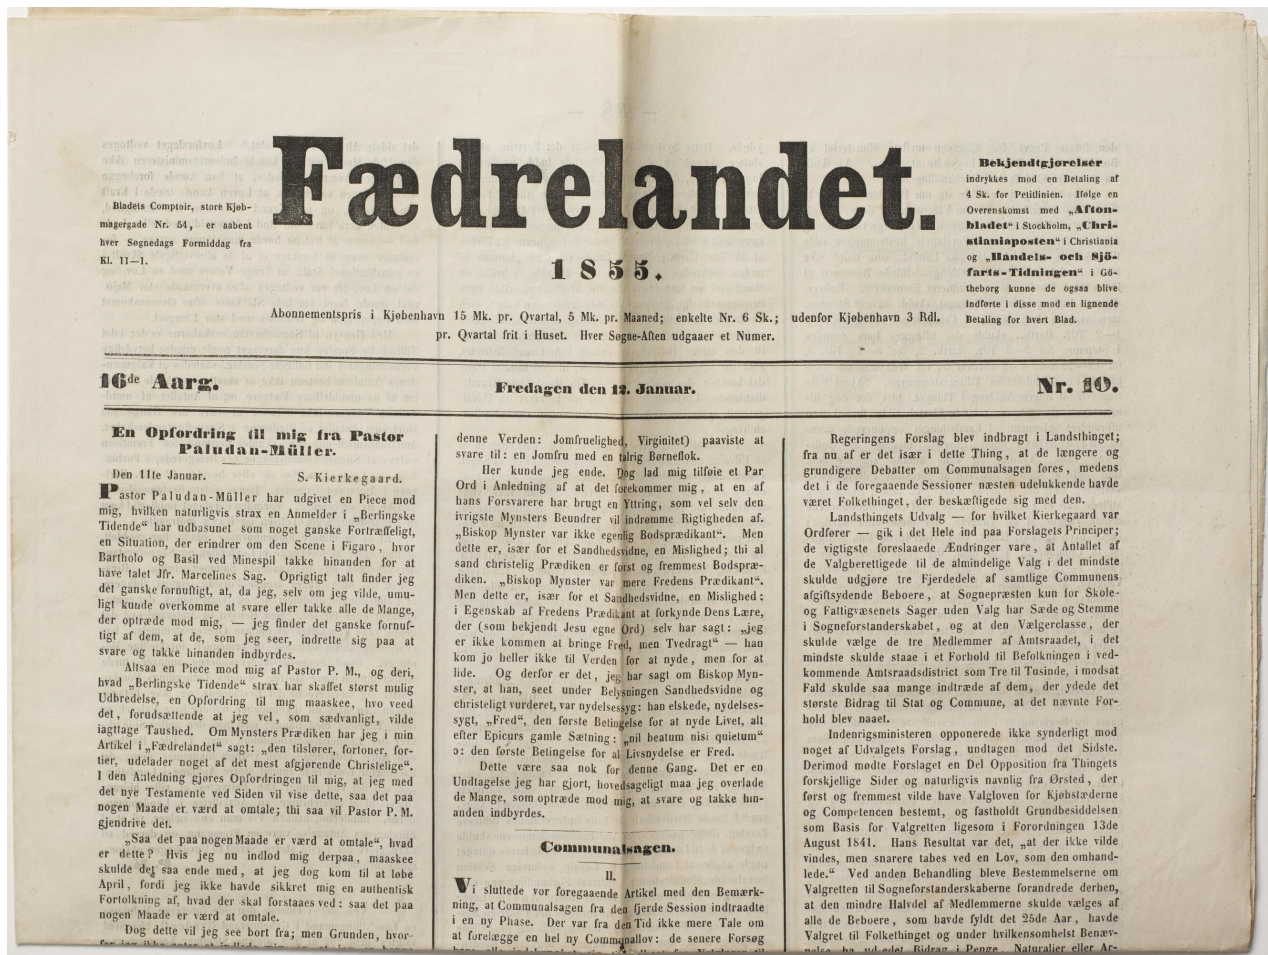 Fædrelandet.
1855.
Bladets Comptoir, store Kjøb-
magergade Nr. 54, er aabent
hver Søgnedags Formiddag fra
Kl. 11—1.
Bekjendtgjørelser
indrykkes mod en Betaling af
4 Sk. for Petitlinien. Ifølge en
Overenskomst med „Afton-
bladet“ i Stockholm, „Chri-
stianiaposten“ i Christiania
og „Handels- och Sjö-
farts-Tidningen“ i Gö-
theborg kunne de ogsaa blive
indførte i disse mod en lignende
Betaling for hvert Blad.
Abonnementspris i Kjøbenhavn 15 Mk. pr. Qvartal, 5 Mk. pr. Maaned; enkelte Nr. 6 Sk.; udenfor Kjøbenhavn 3 Rdl.
pr. Qvartal frit i Huset. Hver Søgne-Aften udgaaer et Numer.
16de Aarg.
Fredagen den 12. Januar.
Nr. 10.
En Opfordring til mig fra Pastor
Paludan-Müller.
Den 11te Januar. S. Kierkegaard.
Pastor Paludan-Müller har udgivet en Piece mod
mig, hvilken naturligvis strax en Anmelder i „Berlingske
Tidende“ har udbasunet som noget ganske Fortræffeligt,
en Situation, der erindrer om den Scene i Figaro, hvor
Bartholo og Basil ved Minespil takke hinanden for at
have talet Jfr. Marcelines Sag. Oprigtigt talt finder jeg
det ganske fornuftigt, at, da jeg, selv om jeg vilde, umu-
ligt kunde overkomme at svare eller takke alle de Mange,
der optræde mod mig, — jeg finder det ganske fornuf-
tigt af dem, at de, som jeg seer, indrette sig paa at
svare og takke hinanden indbyrdes.
Altsaa en Piece mod mig af Pastor P. M., og deri,
hvad „Berlingske Tidende“ strax har skaffet størst mulig
Udbredelse, en Opfordring til mig maaskee, hvo veed
det, forudsættende at jeg vel, som sædvanligt, vilde
iagttage Taushed. Om Mynsters Prædiken har jeg i min
Artikel i „Fædrelandet“ sagt: „den tilslører, fortoner, for-
tier, udelader noget af det mest afgjørende Christelige“.
I den Anledning gjøres Opfordringen til mig, at jeg med
det nye Testamente ved Siden vil vise dette, saa det paa
nogen Maade er værd at omtale; thi saa vil Pastor P. M.
gjendrive det.
„Saa det paa nogen Maade er værd at omtale“, hvad
er dette? Hvis jeg nu indlod mig derpaa, maaskee
skulde det saa ende med, at jeg dog kom til at løbe
April, fordi jeg ikke havde sikkret mig en authentisk
Fortolkning af, hvad der skal forstaaes ved: saa det paa
nogen Maade er værd at omtale.
Dog dette vil jeg see bort fra; men Grunden, hvor-
denne Verden: Jomfruelighed, Virginitet) paaviste at
svare til: en Jomfru med en talrig Børneflok.
Her kunde jeg ende. Dog lad mig tilføie et Par
Ord i Anledning af at det forekommer mig, at en af
hans Forsvarere har brugt en Yttring, som vel selv den
ivrigste Mynsters Beundrer vil indrømme Rigtigheden af.
„Biskop Mynster var ikke egenlig Bodsprædikant“. Men
dette er, især for et Sandhedsvidne, en Mislighed; thi al
sand christelig Prædiken er først og fremmest Bodspræ-
diken. „Biskop Mynster var mere Fredens Prædikant“.
Men dette er, især for et Sandhedsvidne, en Mislighed:
i Egenskab af Fredens Prædikant at forkynde Dens Lære,
der (som bekjendt Jesu egne Ord) selv har sagt: „jeg
er ikke kommen at bringe Fred, men Tvedragt“ — han
kom jo heller ikke til Verden for at nyde, men for at
lide. Og derfor er det, jeg har sagt om Biskop Myn-
ster, at han, seet under Belysningen Sandhedsvidne og
christeligt vurderet, var nydelsessyg: han elskede, nydelses-
sygt, „Fred“, den første Betingelse for at nyde Livet, alt
efter Epicurs gamle Sætning: „nil beatum nisi quietum“
ɔ: den første Betingelse for al Livsnydelse er Fred.
Dette være saa nok for denne Gang. Det er en
Undtagelse jeg har gjort, hovedsageligt maa jeg overlade
de Mange, som optræde mod mig, at svare og takke hin-
anden indbyrdes.
Communalsagen.
II.
Vi sluttede vor foregaaende Artikel med den Bemærk-
ning, at Communalsagen fra den fjerde Session indtraadte
i en ny Phase. Der var fra den Tid ikke mere Tale om
at forelægge en hel ny Communallov: de senere Forsøg
Regeringens Forslag blev indbragt i Landsthinget;
fra nu af er det især i dette Thing, at de længere og
grundigere Debatter om Communalsagen føres, medens
det i de foregaaende Sessioner næsten udelukkende havde
været Folkethinget, der beskæftigede sig med den.
Landsthingets Udvalg — for hvilket Kierkegaard var
Ordfører — gik i det Hele ind paa Forslagets Principer;
de vigtigste foreslaaede Ændringer vare, at Antallet af
de Valgberettigede til de almindelige Valg i det mindste
skulde udgjøre tre Fjerdedele af samtlige Communens
afgiftsydende Beboere, at Sognepræsten kun for Skole-
og Fattigvæsenets Sager uden Valg har Sæde og Stemme
i Sogneforstanderskabet, og at den Vælgerclasse, der
skulde vælge de tre Medlemmer af Amtsraadet, i det
mindste skulde staae i et Forhold til Befolkningen i ved-
kommende Amtsraadsdistrict som Tre til Tusinde, i modsat
Fald skulde saa mange indtræde af dem, der ydede det
største Bidrag til Stat og Commune, at det nævnte For-
hold blev naaet.
Indenrigsministeren opponerede ikke synderligt mod
noget af Udvalgets Forslag, undtagen mod det Sidste.
Derimod mødte Forslaget en Del Opposition fra Thingets
forskjellige Sider og naturligvis navnlig fra Ørsted, der
først og fremmest vilde have Valgloven for Kjøbstæderne
og Competencen bestemt, og fastholdt Grundbesiddelsen
som Basis for Valgretten ligesom i Forordningen 13de
August 1841. Hans Resultat var det, „at der ikke vilde
vindes, men snarere tabes ved en Lov, som den omhand-
lede.“ Ved anden Behandling bleve Bestemmelserne om
Valgretten til Sogneforstanderskaberne forandrede derhen,
at den mindre Halvdel af Medlemmerne skulde vælges af
alle de Beboere, som havde fyldt det 25de Aar, havde
Valgret til Folkethinget og under hvilkensomhelst Benæv-
nelse ha ud-edet Bidrag i Penge, Naturalier eller Ar-